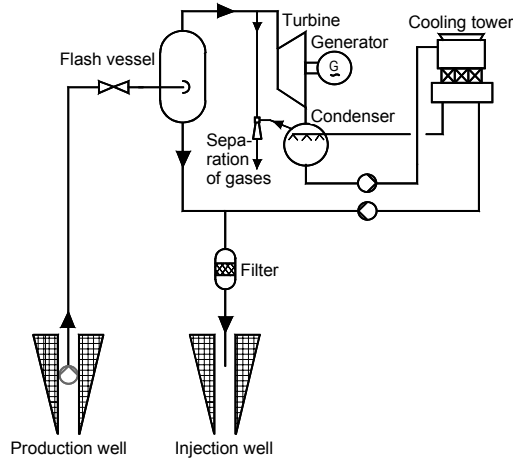 Turbine
Cooling tower
Generator
Flash vessel
G
Condenser
Sepa-
ration
of gases
Filter
Production well
Injection well